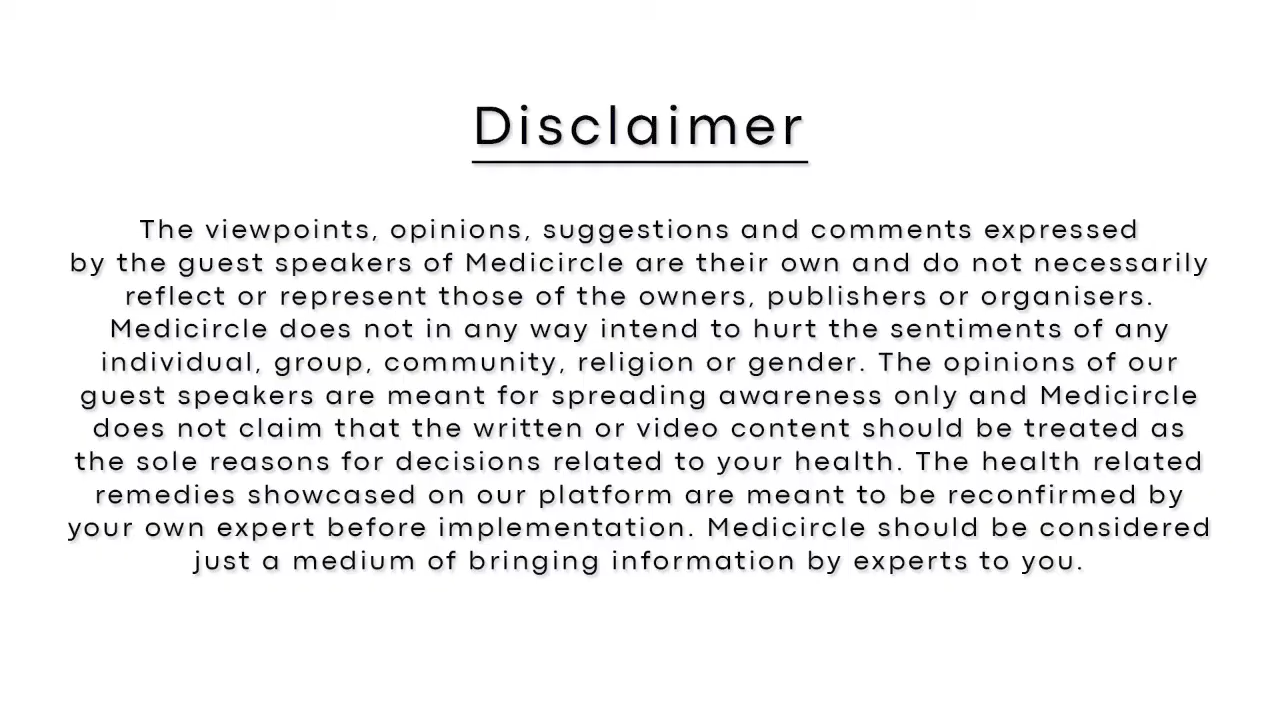 Disclaimer
The viewpoints, opinions, suggestions and comments expressed
by the guest speakers of Medicircle are their own and do not necessarily
reflect or represent those of the owners, publishers or organisers.
Medicircle does not in any way intend to hurt the sentiments of any
individual, group, community, religion or gender. The opinions of our
guest speakers are meant for spreading awareness only and Medicircle
does not claim that the written or video content should be treated as
the sole reasons for decisions related to your health. The health related
remedies showcased on our platform are meant to be reconfirmed by
your own expert before implementation. Medicircle should be considered
just a medium of bringing information by experts to you.